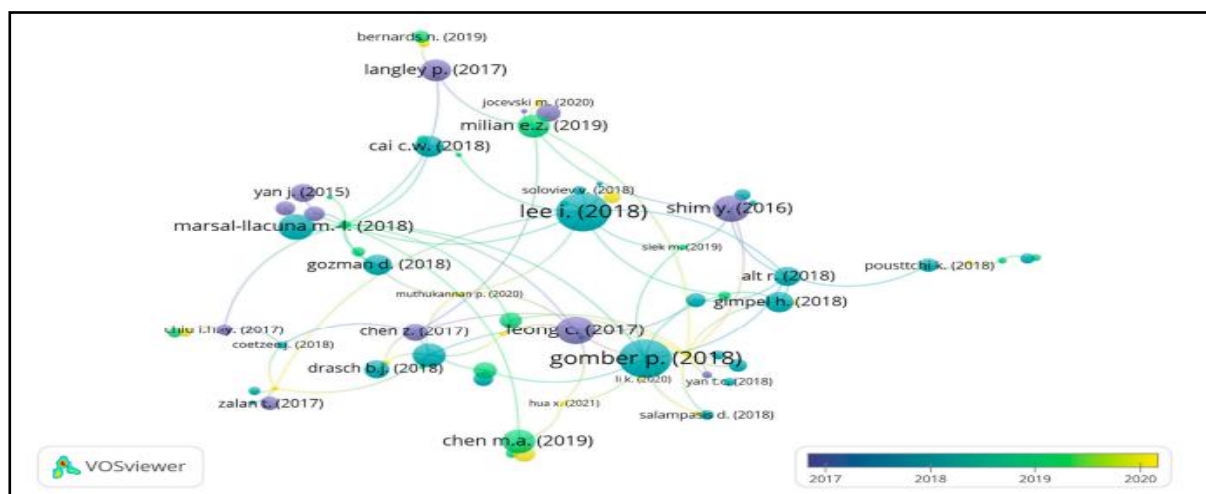 bernards n. (2019)
langley p. (2017)
jocevski m. (2020)
milian e.z. (2019)
cai c.w. (2018)
yan j. (2015)
soloviev v. (2018)
lee i. (2018)
shim y. (2016)
marsal-llacuna m.-l. (2018)
siek m. (2019)
gozman d. (2018)
alt r. (2018)
pousttchi k. (2018)
muthukannan p. (2020)
gimpel h. (2018)
(2017)
chen z. (2017)
leong c. (2017)
coetzee j. (2018)
gomber p. (2018)
drasch b.j. (2018)
li k. (2020)
yan t.c. (2018)
zalan t. (2017)
hua x. (2021)
salampasis d. (2018)
chen m.a. (2019)
VOSviewer
2017 2018 2019 2020